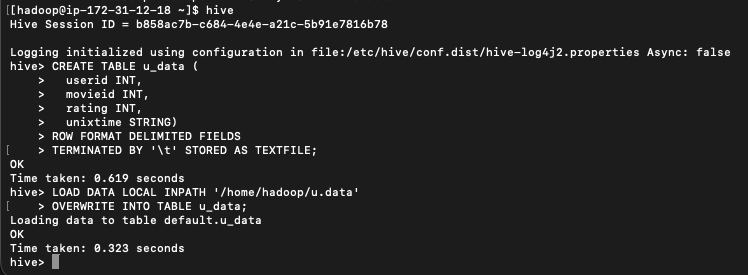 [[hadoop@ip-172-31-12-18 ~]$ hive
Hive Session ID = b858ac7b-c684-4e4e-a21c-5b91e7816b78

Logging initialized using configuration in file:/etc/hive/conf.dist/hive-log4j2.properties Async: false
hive> CREATE TABLE u_data (
    >   userid INT,
    >   movieid INT,
    >   rating INT,
    >   unixtime STRING)
    > ROW FORMAT DELIMITED FIELDS
[    > TERMINATED BY '\t' STORED AS TEXTFILE;
OK
Time taken: 0.619 seconds
hive> LOAD DATA LOCAL INPATH '/home/hadoop/u.data'
[    > OVERWRITE INTO TABLE u_data;
Loading data to table default.u_data
OK
Time taken: 0.323 seconds
hive>